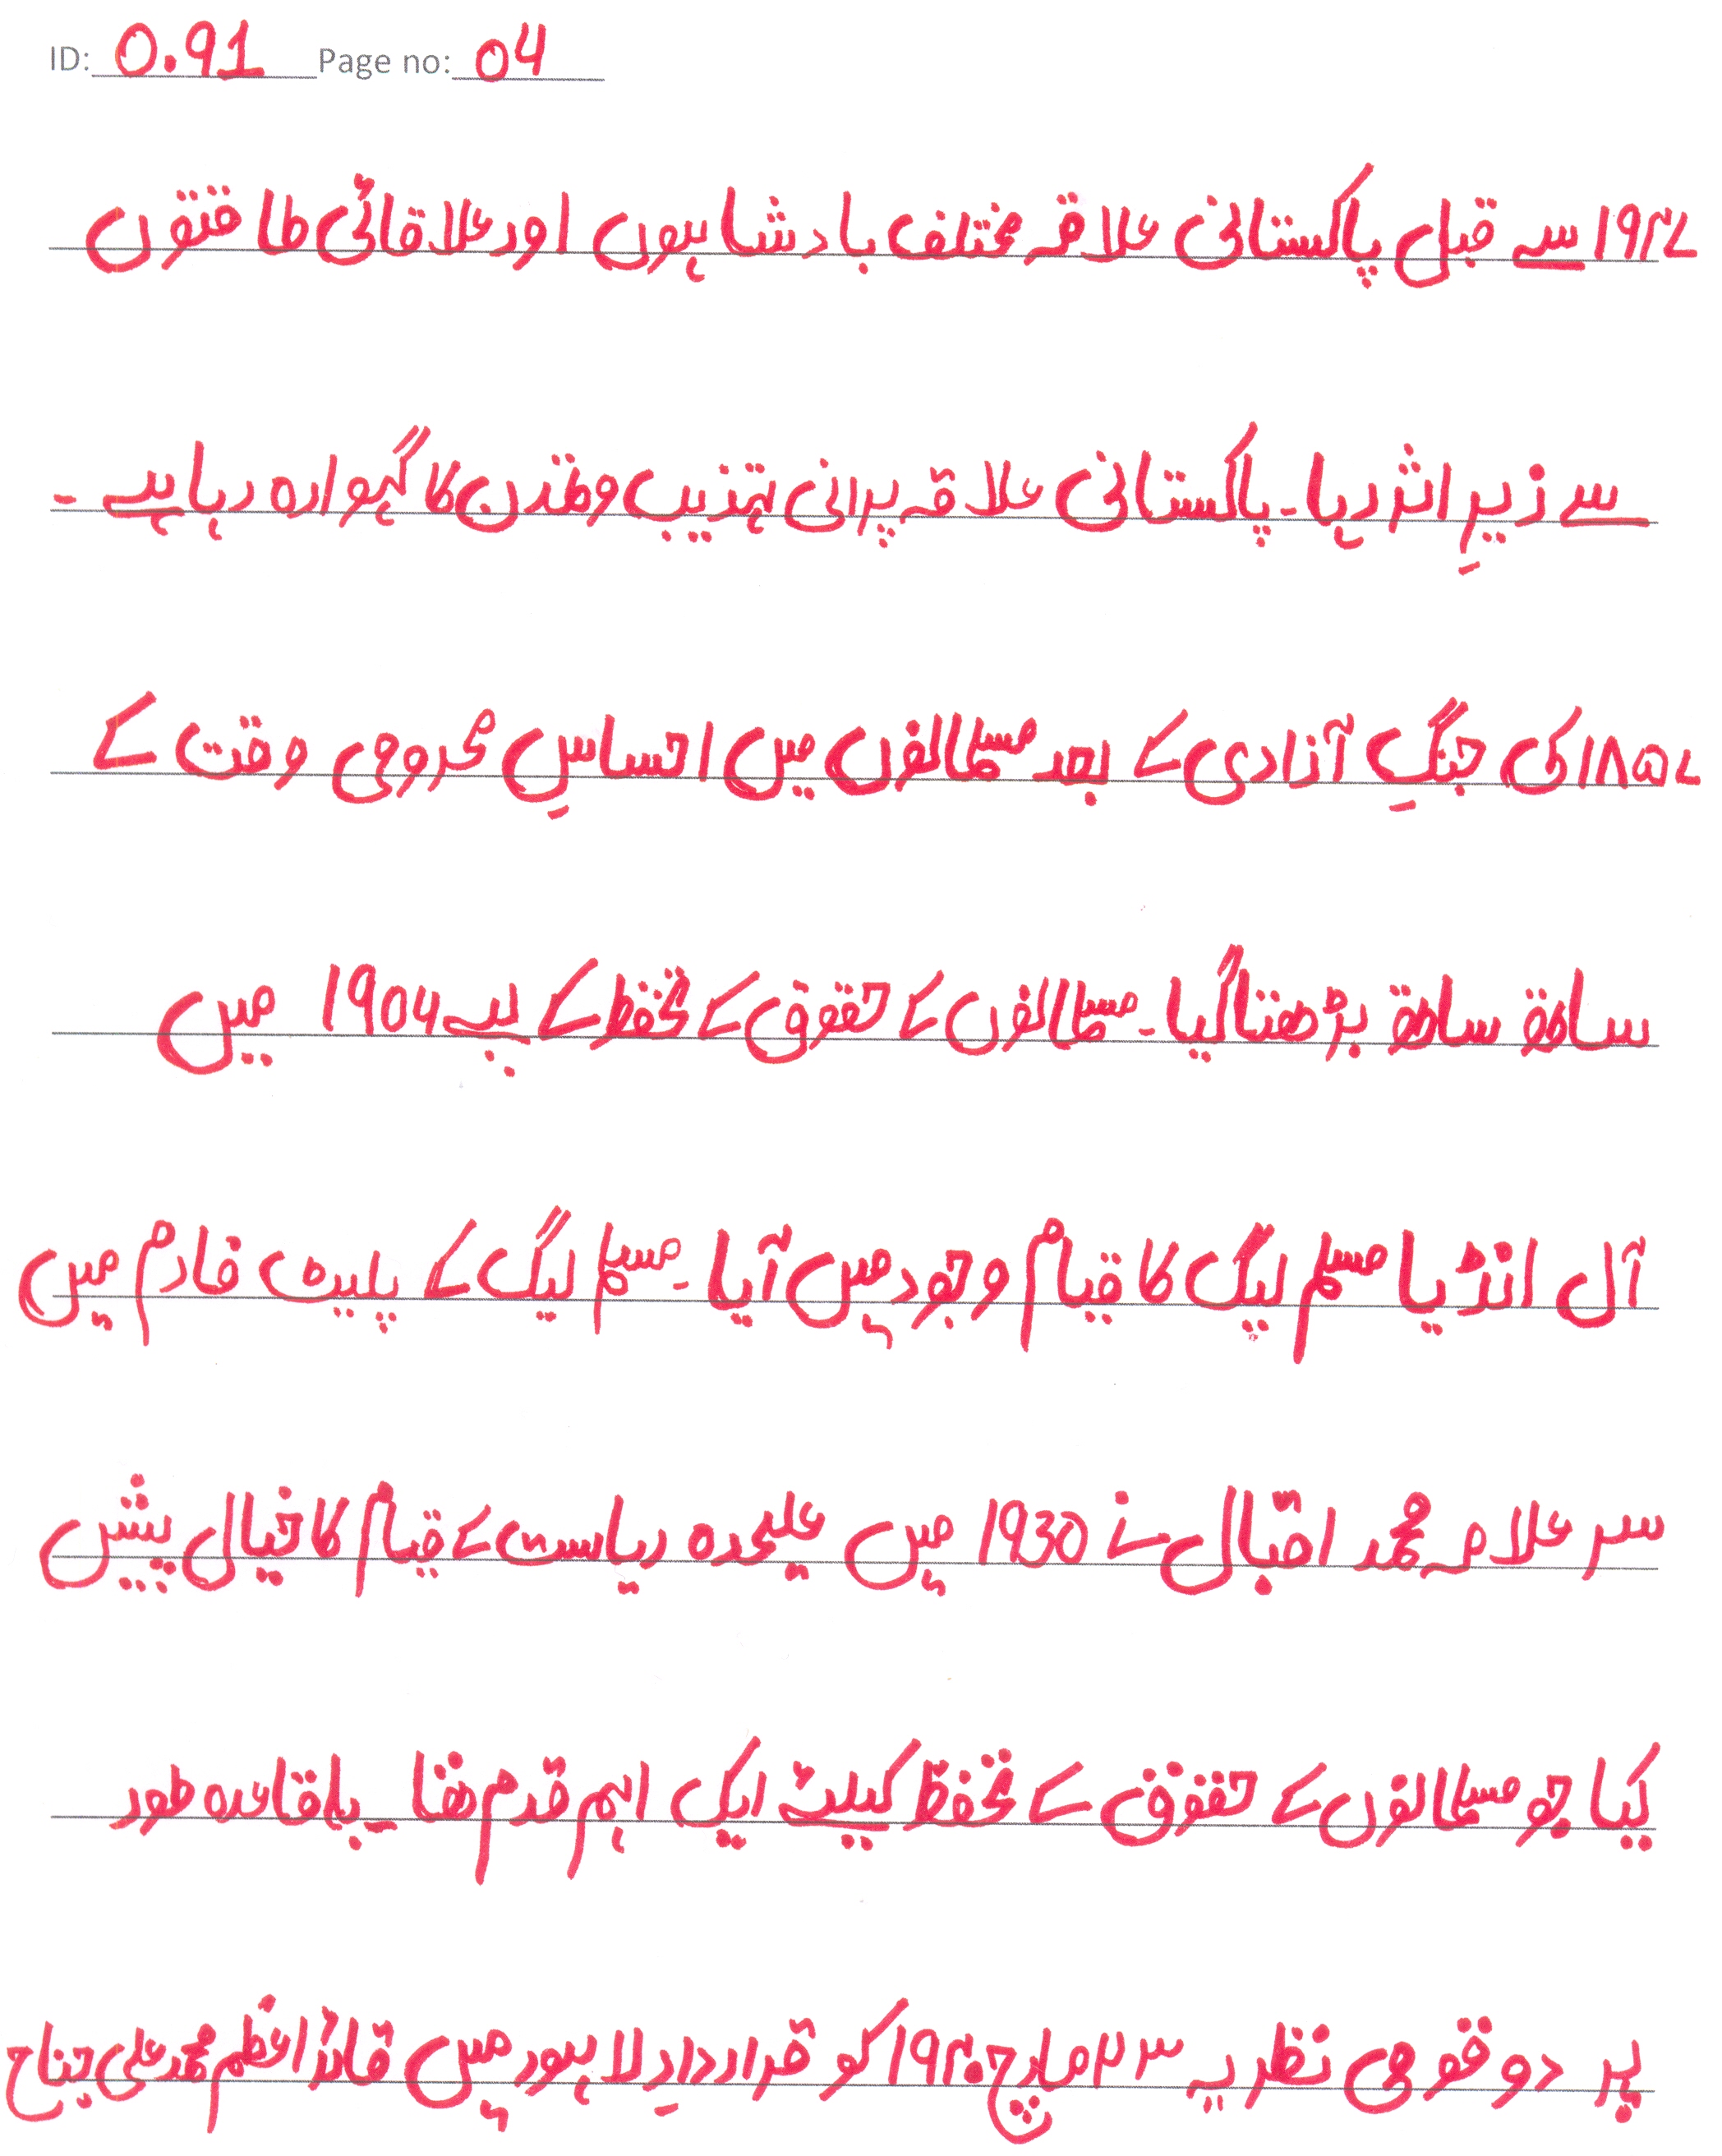 ID: 0.91 Page no: 04
۱۹۴۷ سے قبل پاکستانی علاقہ مختلف بادشاہوں اور علاقائی طاقتوں
سے زیرِ اثر رہا۔ پاکستانی علاقہ پرانی تہذیب و تمدن کا گہوارہ رہا ہے۔
۱۸۵۷ کی جنگِ آزادی کے بعد مسلمانوں میں احساسِ محرومی وقت کے
ساتھ ساتھ بڑھتا گیا۔ مسلمانوں کے حقوق کے تحفظ کے لیے 1904 میں
آل انڈیا مسلم لیگ کا قیام وجود میں آیا۔ مسلم لیگ کے پلیٹ فارم میں
سر علامہ محمد اقبال نے 1930 میں علیحدہ ریاست کے قیام کا خیال پیش
کیا جو مسلمانوں کے حقوق کے تحفظ کیلئے ایک اہم قدم تھا۔ باقاعدہ طور
پر دو قومی نظریہ ۲۳ مارچ ۱۹۴۰ کو قراردادِ لاہور میں قائد اعظم محمد علی جناح